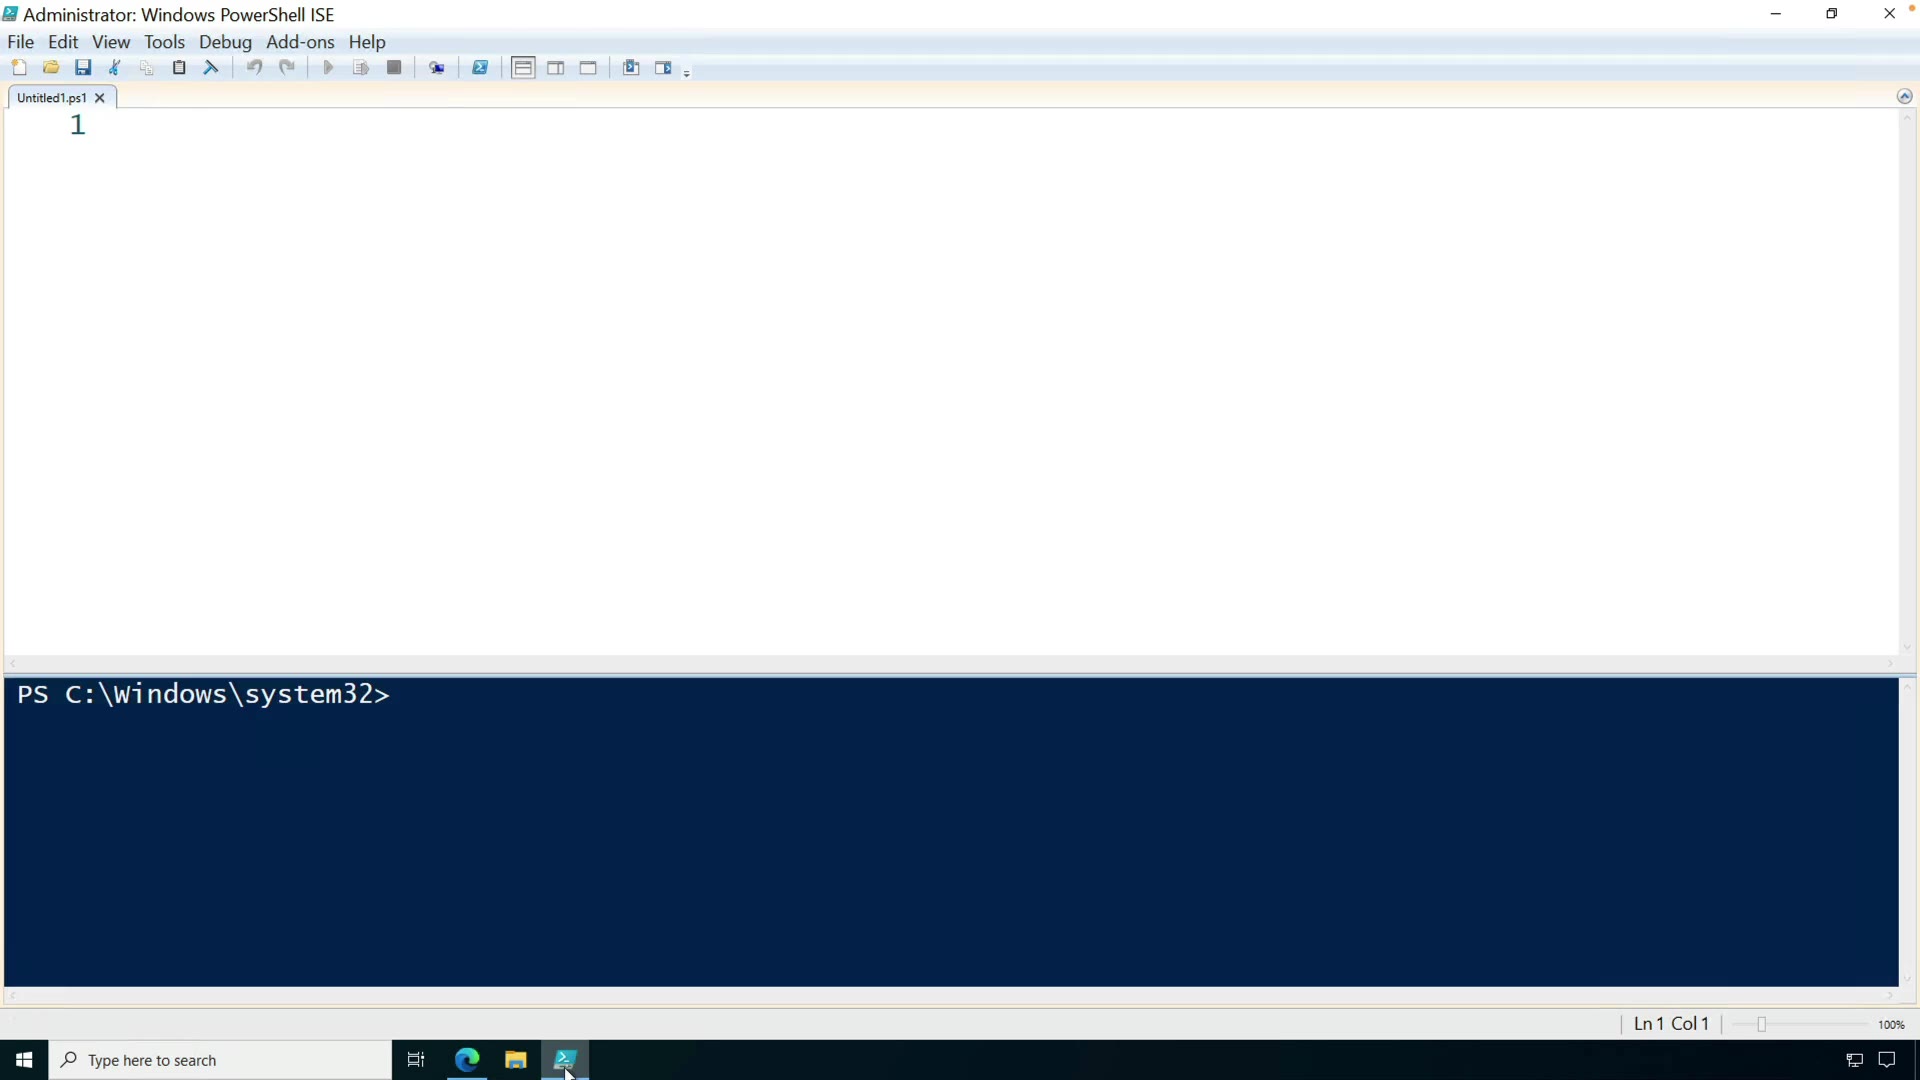 Administrator: Windows PowerShell ISE
File Edit View Tools Debug Add-ons Help
Untitled1.ps1
1
PS C:\Windows\system32>
Ln 1 Col 1
100%
Type here to search